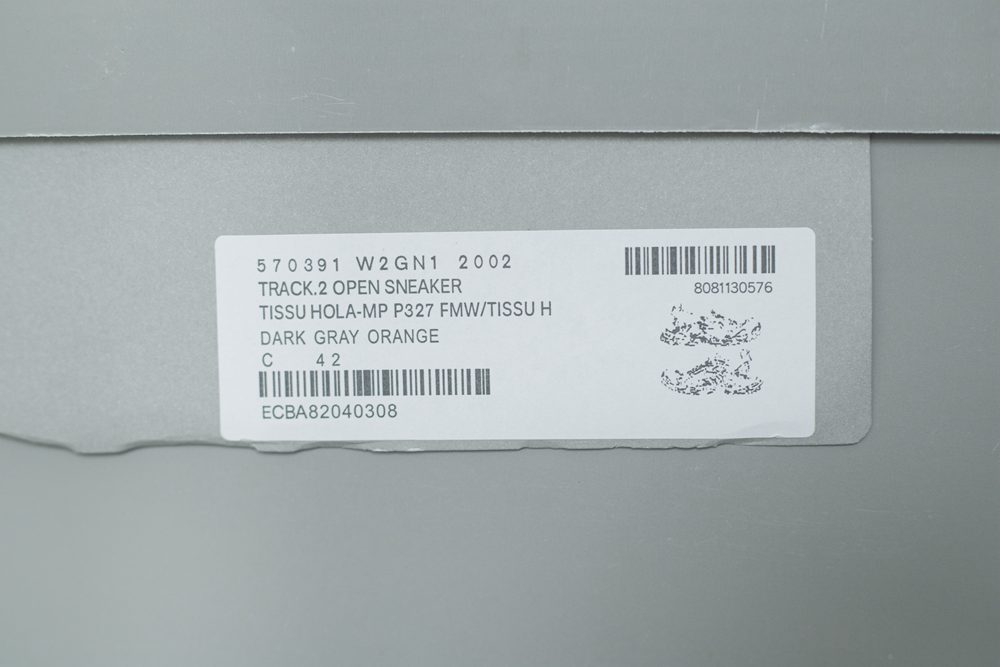 570391 W2GN1 2002
TRACK.2 OPEN SNEAKER
TISSU HOLA-MP P327 FMW/TISSU H
DARK GRAY ORANGE
C 42
ECBA82040308
8081130576